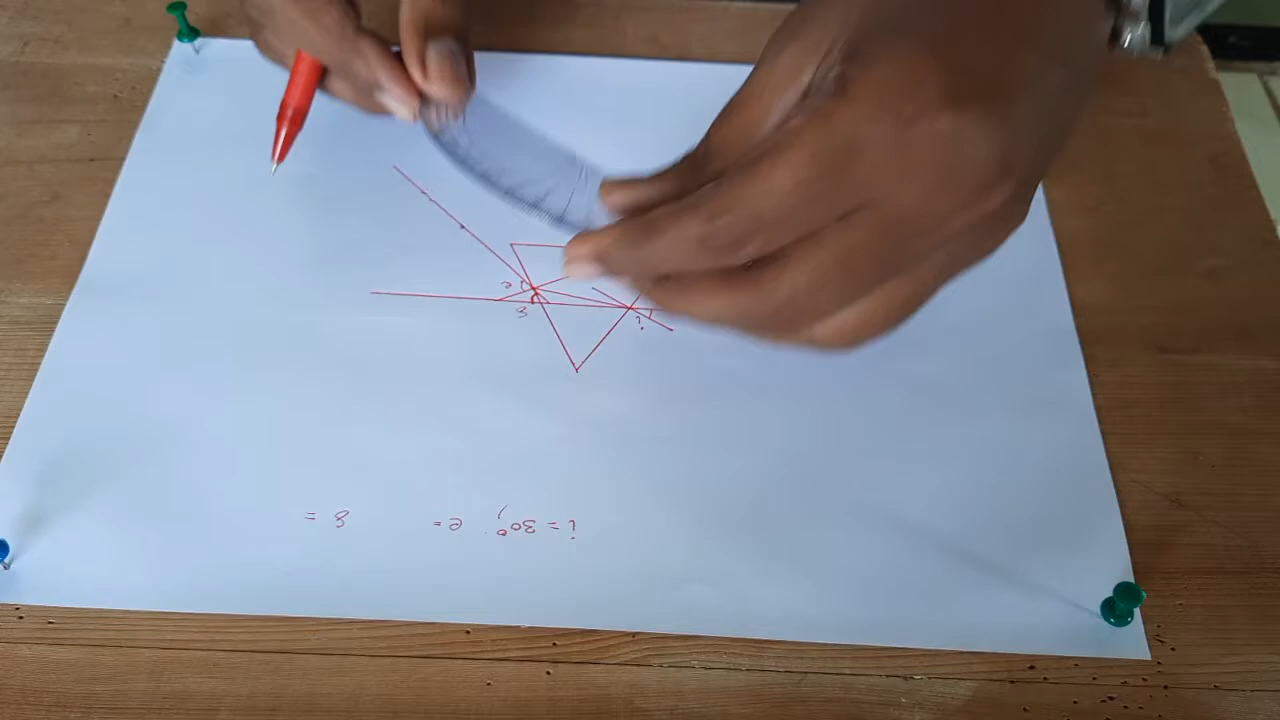 i = 30°, e = δ =
e
δ
i